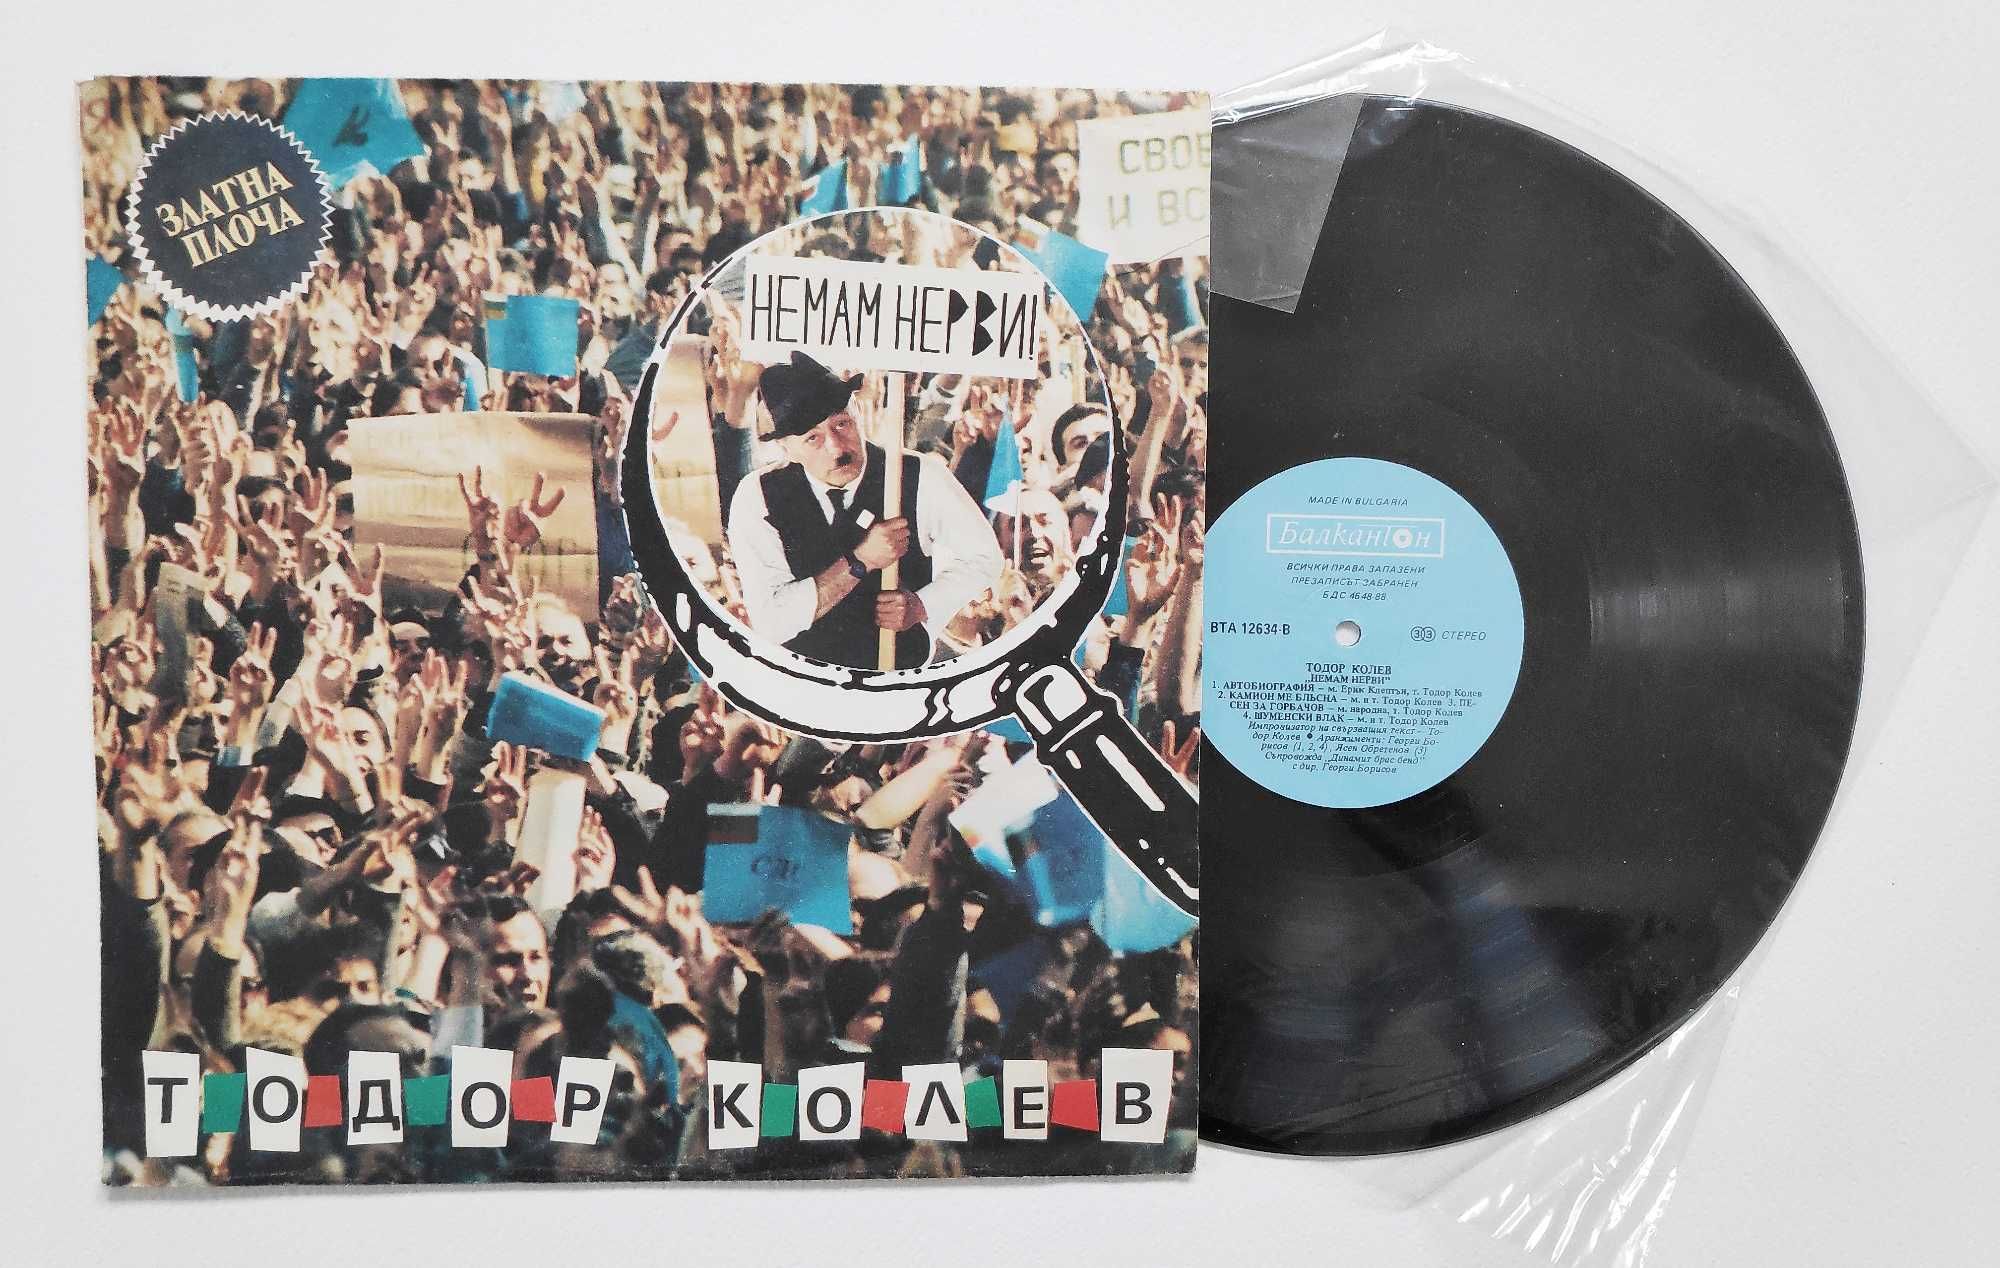 ЗЛАТНА
ПЛОЧА
СВОБ
И ВС
НЕМАМ НЕРВИ!
ТОДОР КОЛЕВ
MADE IN BULGARIA
Балкантон
ВСИЧКИ ПРАВА ЗАПАЗЕНИ
ПРЕЗАПИСЪТ ЗАБРАНЕН
БДС 4648-88
ВТА 12634-В
33 СТЕРЕО
ТОДОР КОЛЕВ
„НЕМАМ НЕРВИ"
1. АВТОБИОГРАФИЯ – м. Ерик Клептън, т. Тодор Колев
2. КАМИОН МЕ БЛЪСНА – м. и т. Тодор Колев 3. ПЕ-
СЕН ЗА ГОРБАЧОВ – м. народна, т. Тодор Колев
4. ШУМЕНСКИ ВЛАК – м. и т. Тодор Колев
Импровизатор на свързващия текст – То-
дор Колев ● Аранжименти: Георги Бо-
рисов (1, 2, 4), Ясен Обретенов (3)
Съпровожда „Динамит брас бенд"
с дир. Георги Борисов